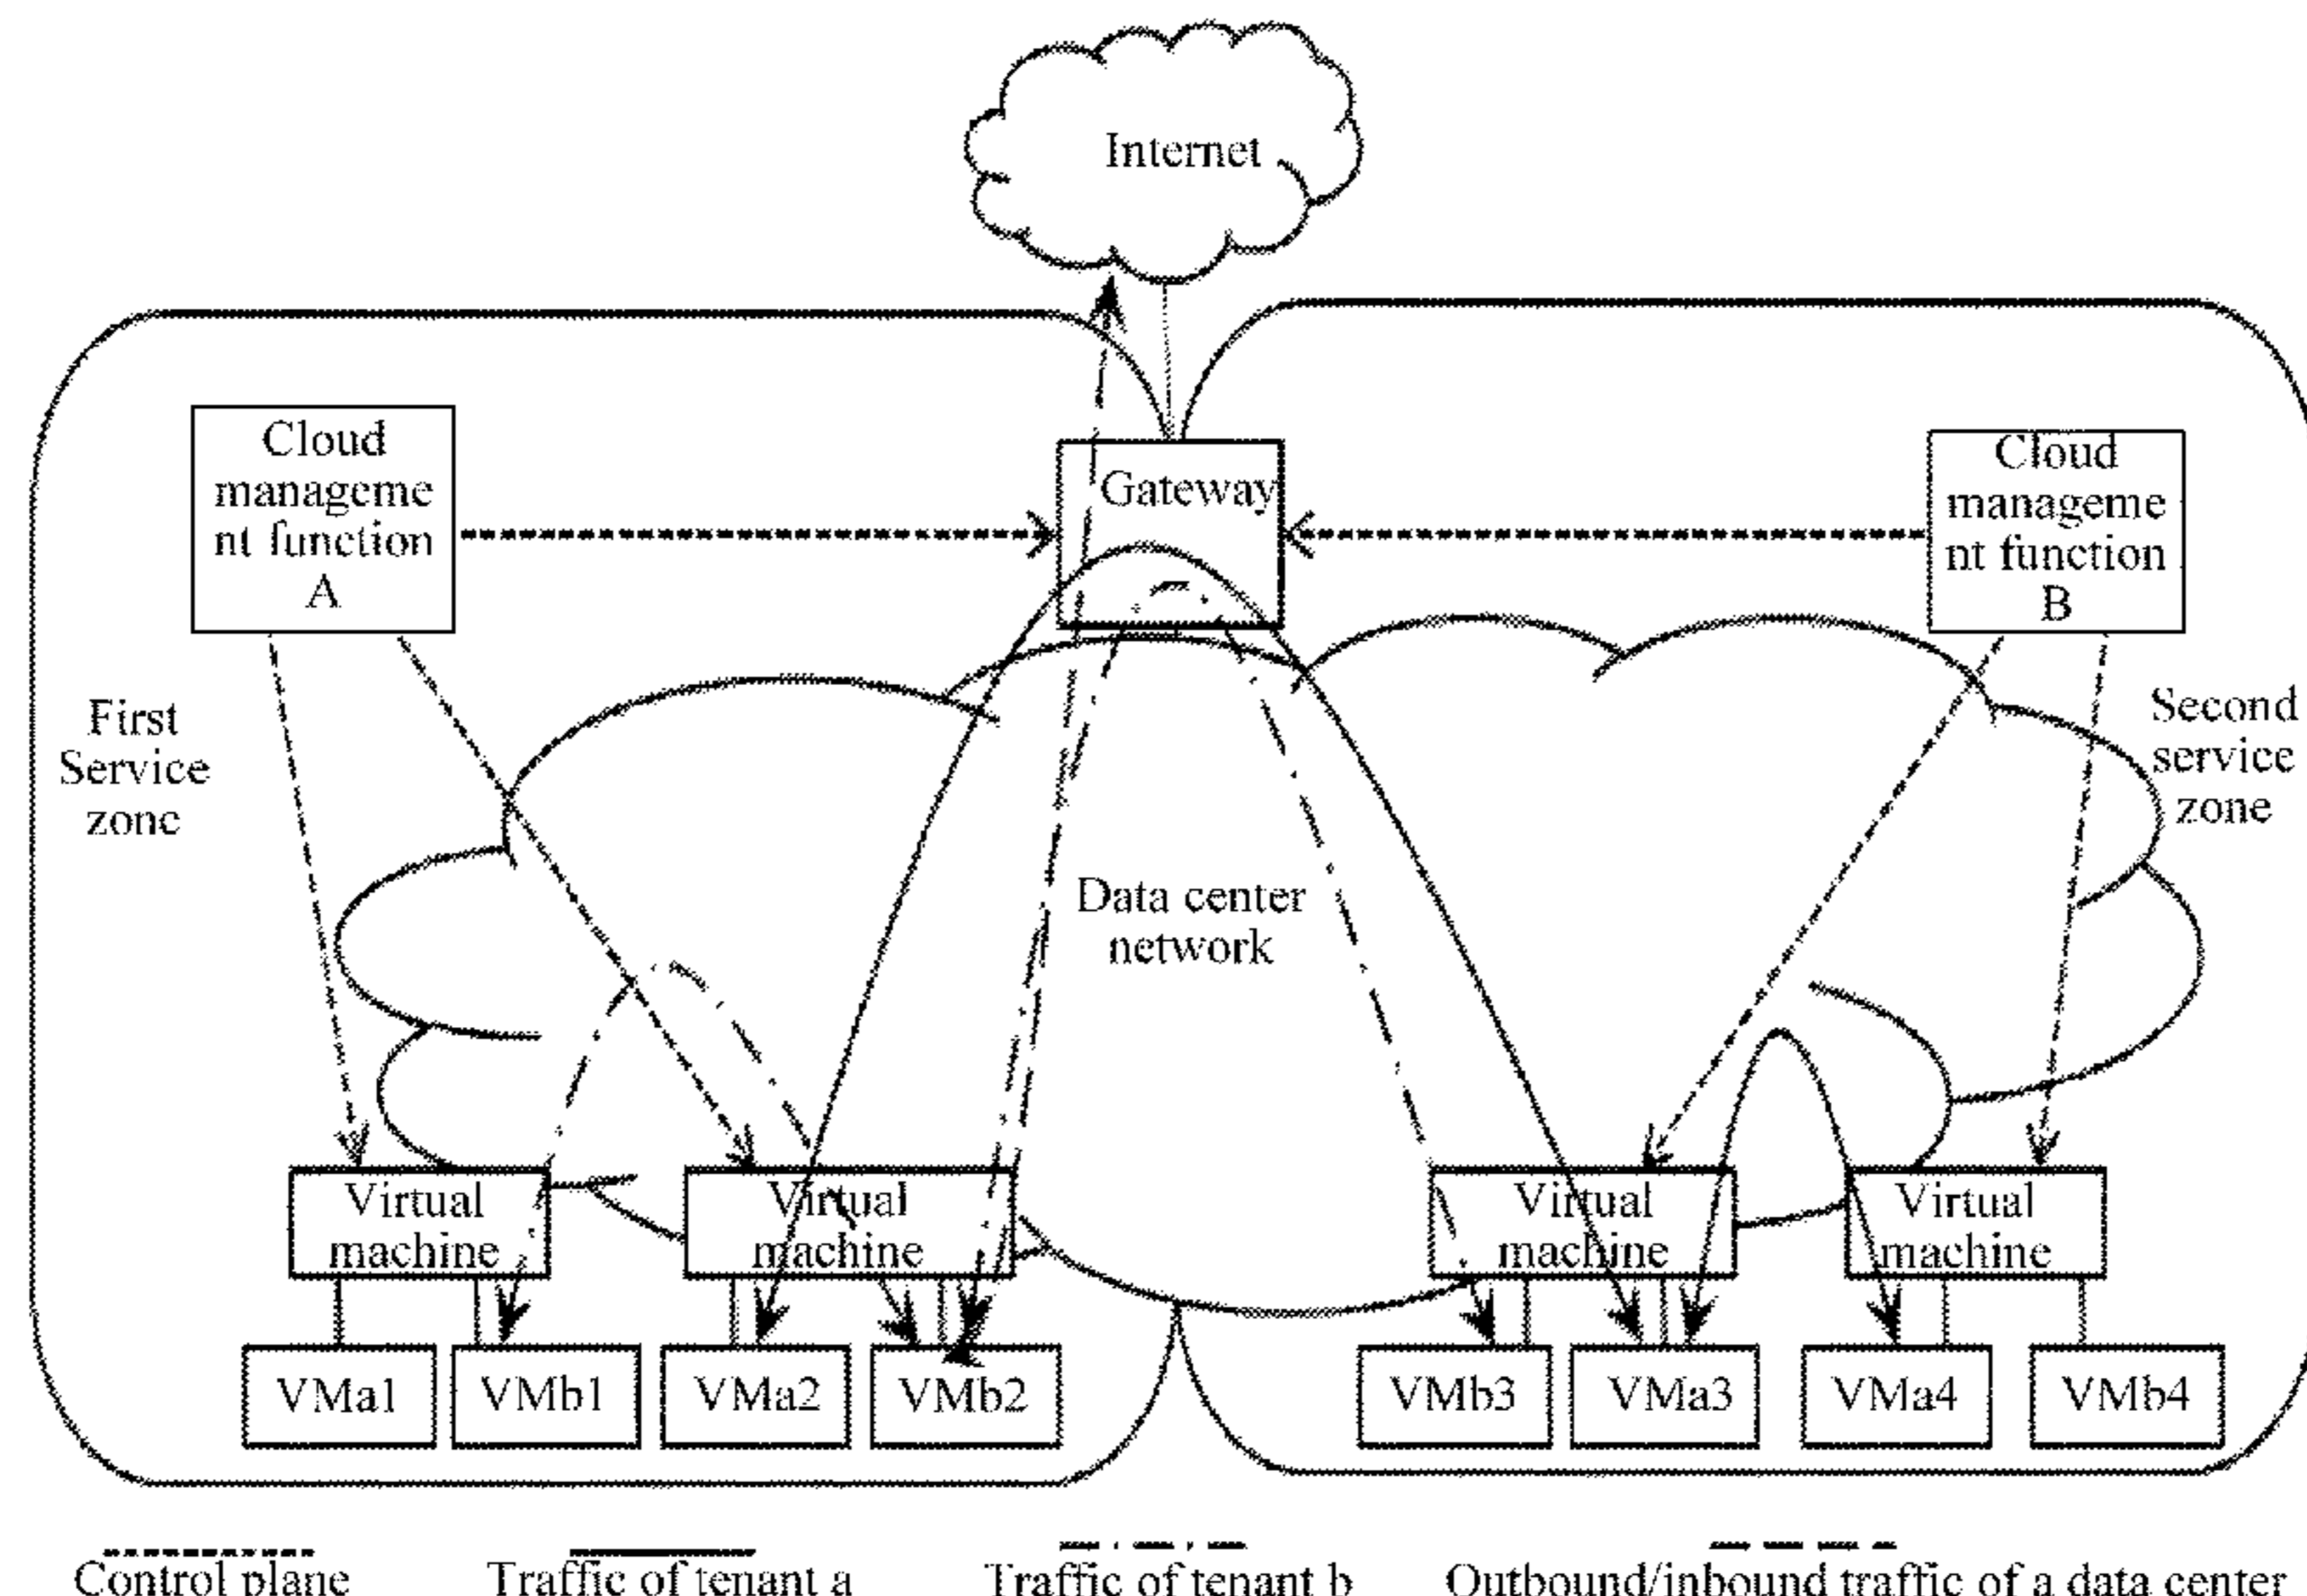 Internet
Cloud
manageme
nt function
A
Gateway
Cloud
manageme
nt function
B
First
Service
zone
Second
service
zone
Data center
network
Virtual
machine
Virtual
machine
Virtual
machine
Virtual
machine
VMa1
VMb1
VMa2
VMb2
VMb3
VMa3
VMa4
VMb4
Control plane
Traffic of tenant a
Traffic of tenant b
Outbound/inbound traffic of a data center